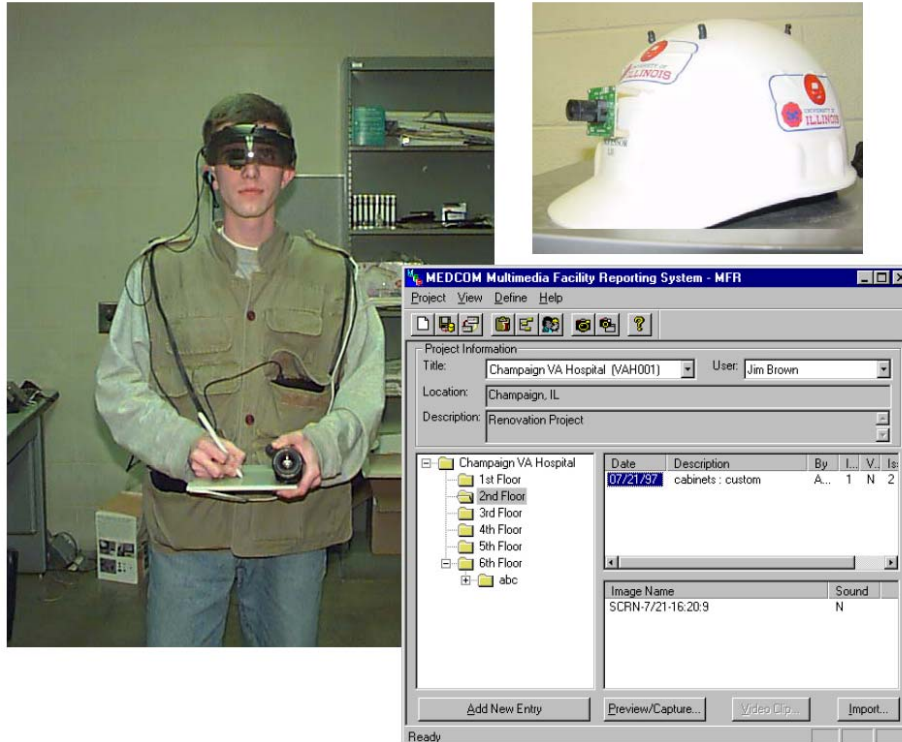 UNIVERSITY OF
ILLINOIS
UNIVERSITY OF
ILLINOIS
MEDCOM Multimedia Facility Reporting System - MFR
Project View Define Help
Project Information
Title: Champaign VA Hospital (VAH001) User: Jim Brown
Location: Champaign, IL
Description: Renovation Project
Champaign VA Hospital
1st Floor
2nd Floor
3rd Floor
4th Floor
5th Floor
6th Floor
abc
Date Description By I... V.. Is:
07/21/97 cabinets : custom A... 1 N 2
Image Name Sound
SCRN-7/21-16:20:9 N
Add New Entry Preview/Capture... Video Clip... Import...
Ready